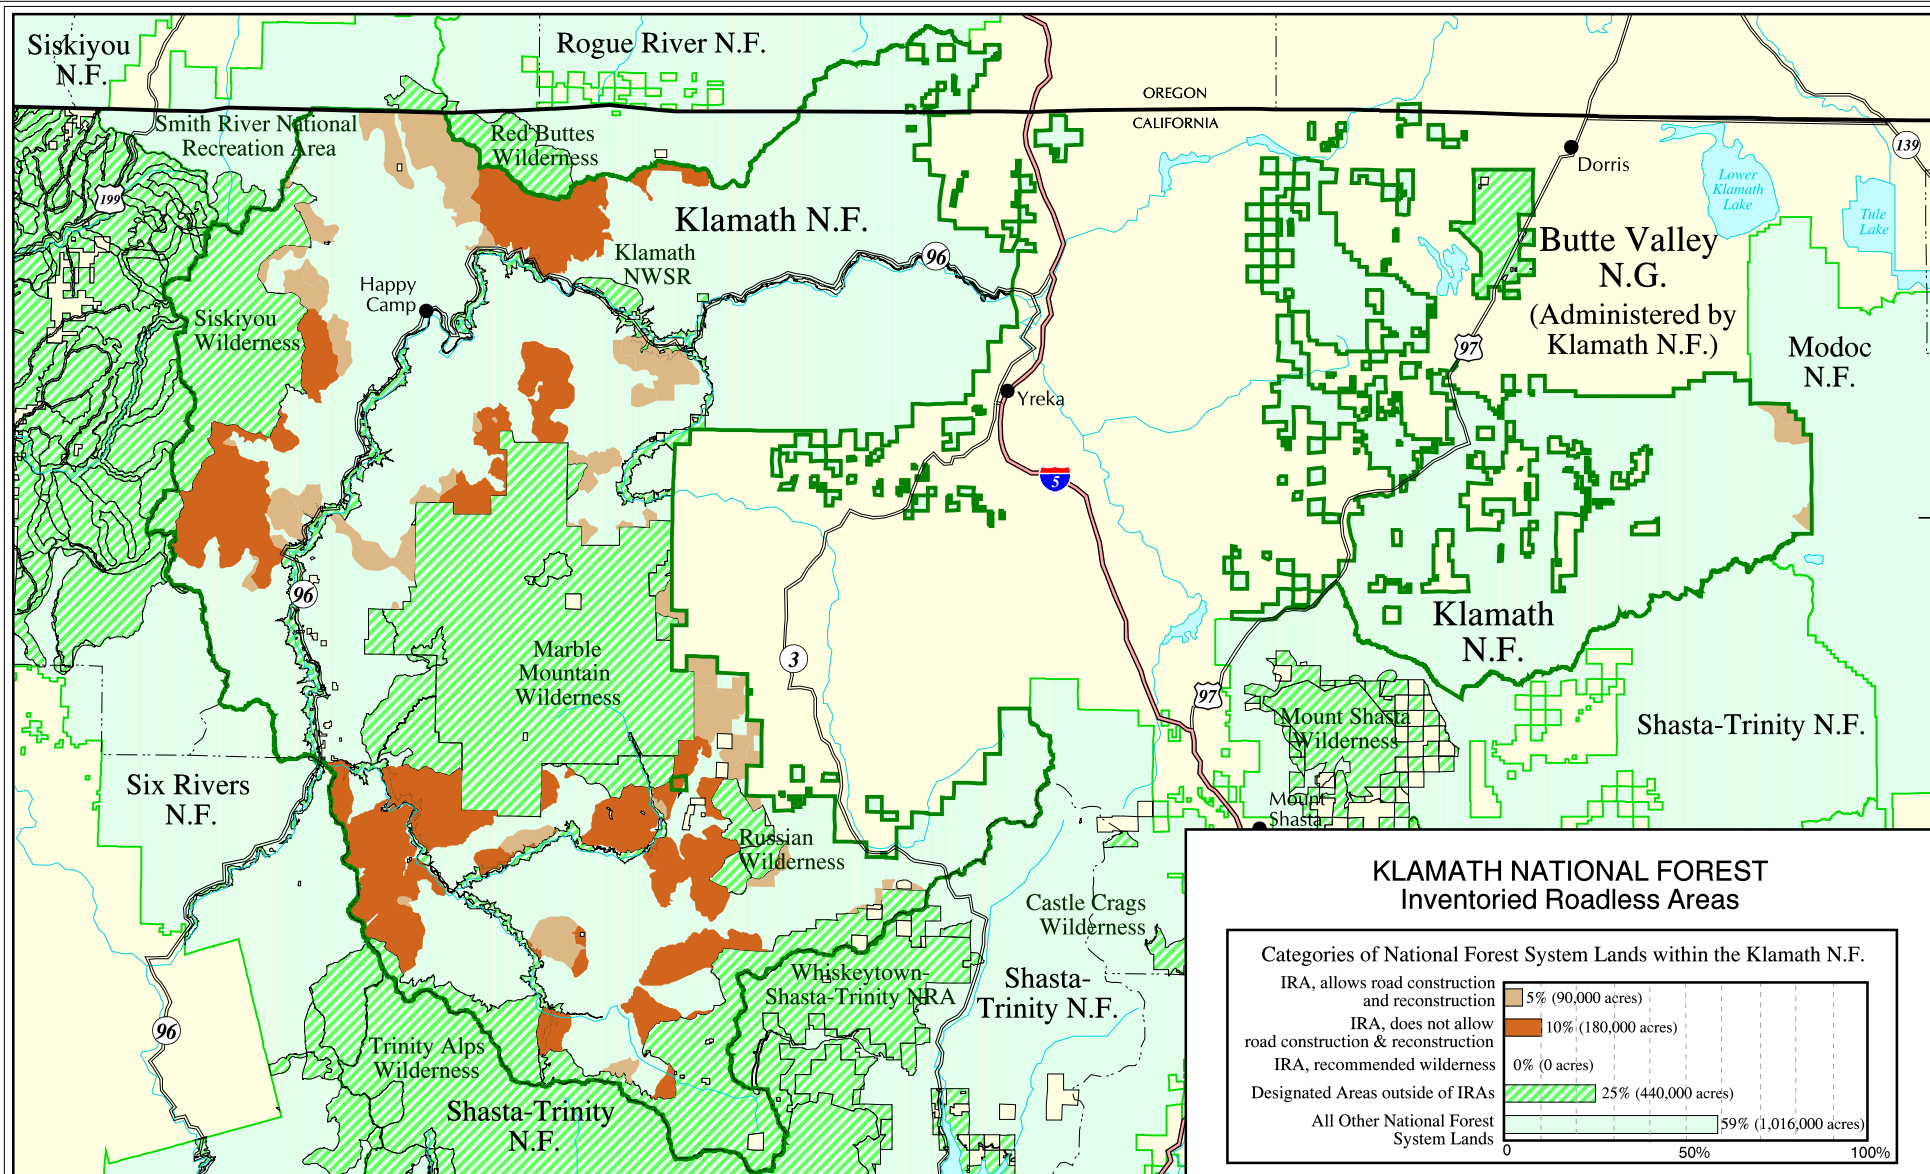 Siskiyou
N.F.
Rogue River N.F.
OREGON
CALIFORNIA
Smith River National
Recreation Area
Red Buttes
Wilderness
199
139
Dorris
Lower
Klamath
Lake
Tule
Lake
Klamath N.F.
Klamath
NWSR
96
Butte Valley
N.G.
(Administered by
Klamath N.F.)
Happy
Camp
Siskiyou
Wilderness
97
Modoc
N.F.
Yreka
5
96
Klamath
N.F.
Marble
Mountain
Wilderness
3
97
Mount Shasta
Wilderness
Shasta-Trinity N.F.
Six Rivers
N.F.
Mount
Shasta
Russian
Wilderness
Castle Crags
Wilderness
Whiskeytown-
Shasta-Trinity NRA
Shasta-
Trinity N.F.
96
Trinity Alps
Wilderness
Shasta-Trinity
N.F.
KLAMATH NATIONAL FOREST
Inventoried Roadless Areas
Categories of National Forest System Lands within the Klamath N.F.
IRA, allows road construction
and reconstruction
5% (90,000 acres)
IRA, does not allow
road construction & reconstruction
10% (180,000 acres)
IRA, recommended wilderness
0% (0 acres)
Designated Areas outside of IRAs
25% (440,000 acres)
All Other National Forest
System Lands
59% (1,016,000 acres)
0 50% 100%